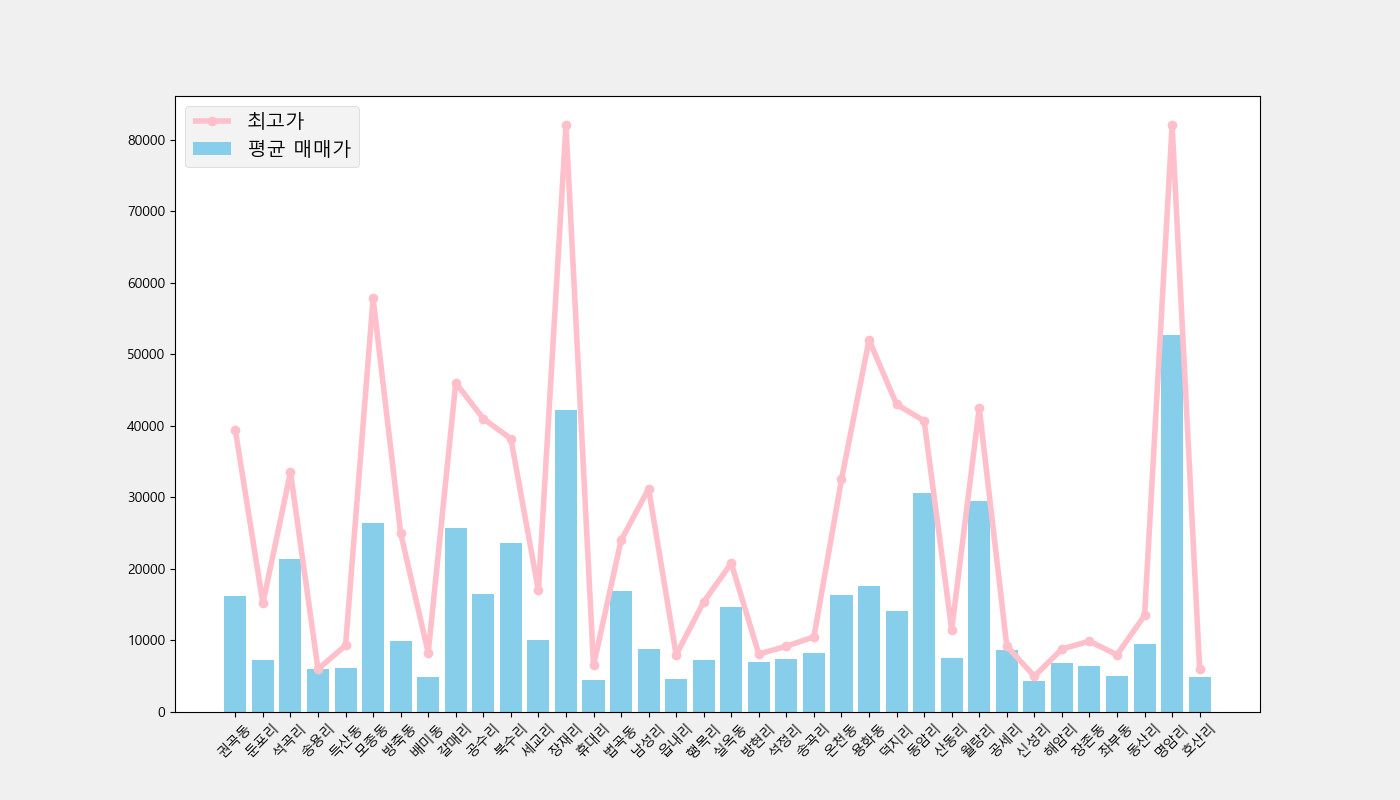 최고가
평균 매매가
80000
70000
60000
50000
40000
30000
20000
10000
0
권곡동
둔포리
석곡리
송용리
득산동
모종동
방축동
배미동
갈매리
공수리
북수리
세교리
장재리
휴대리
법곡동
남성리
읍내리
행목리
실옥동
방현리
석정리
송곡리
온천동
용화동
덕지리
동암리
산동리
월랑리
공세리
신성리
해암리
장존동
좌부동
동산리
명암리
호산리